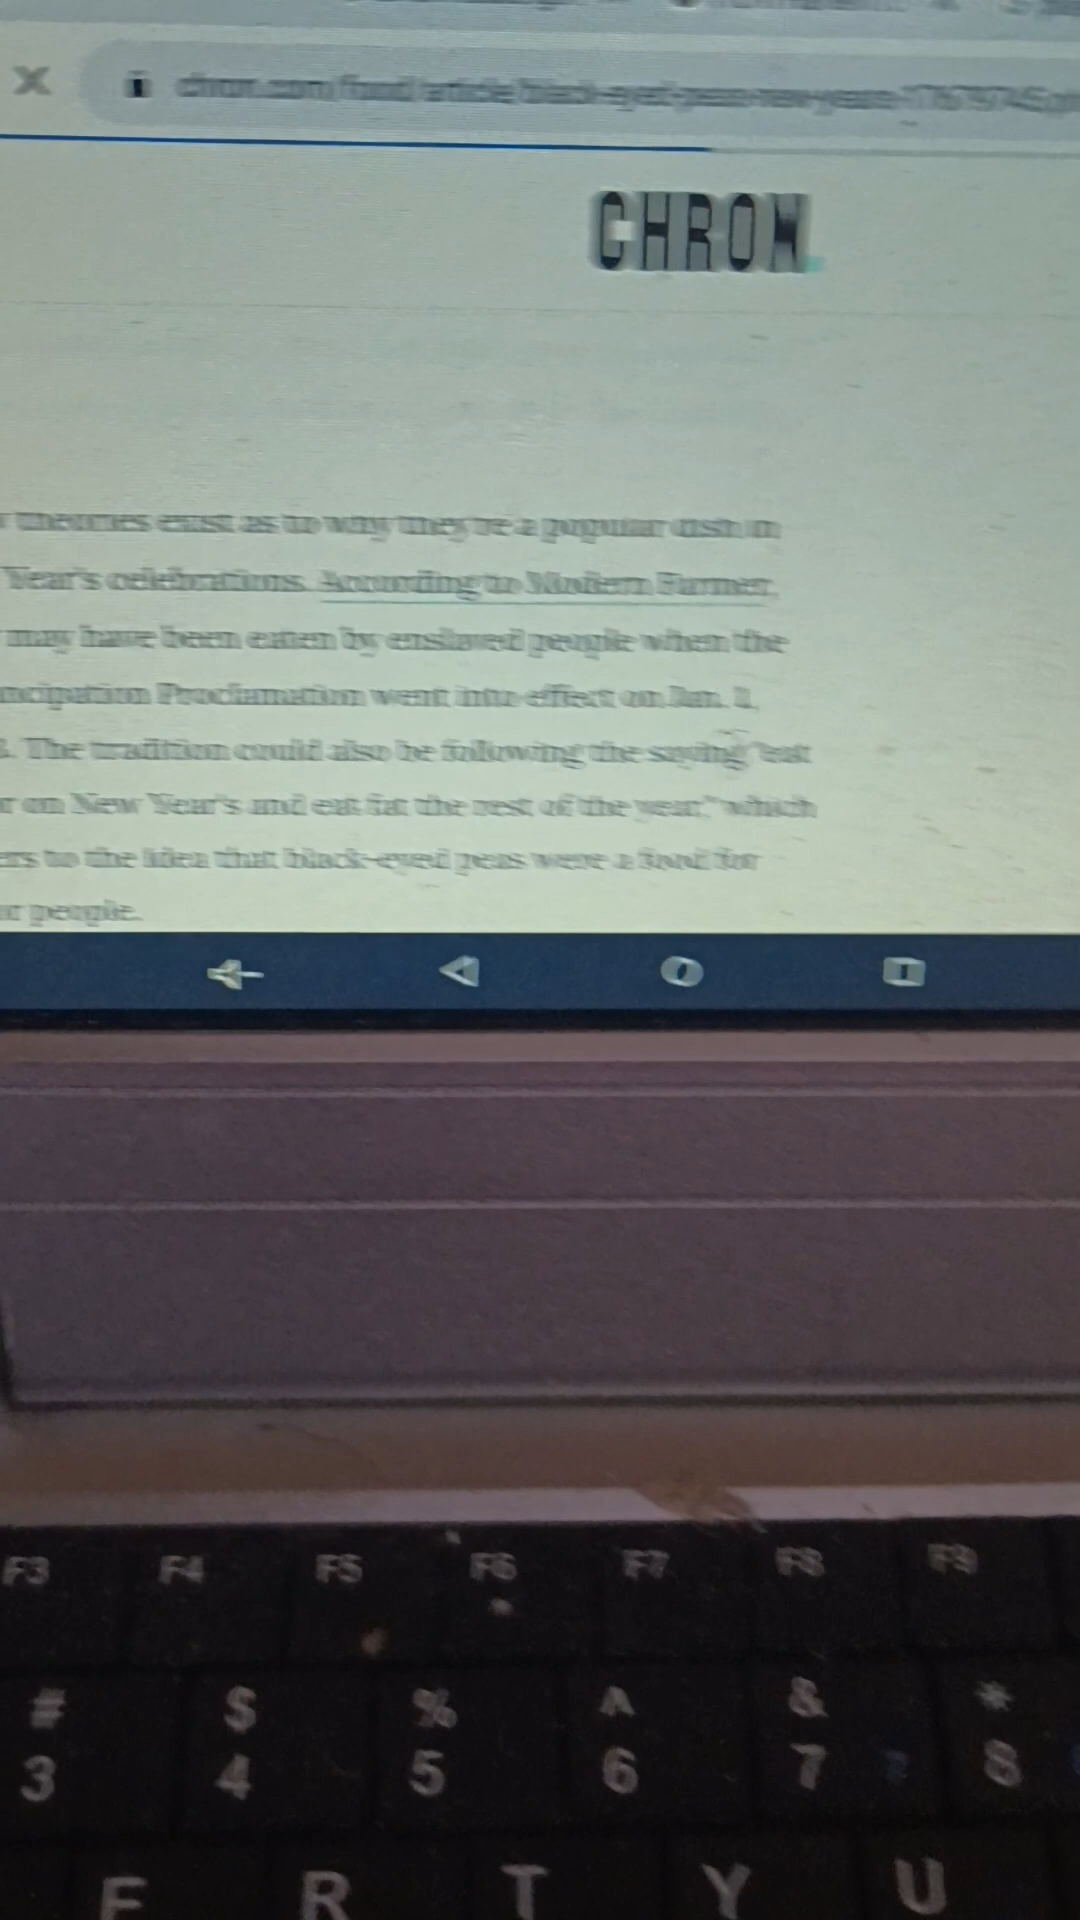 CHRON
theories exist as to why they're a popular dish in
Year's celebrations. According to Modern Farmer,
may have been eaten by enslaved people when the
ncipation Proclamation went into effect on Jan. 1,
. The tradition could also be following the saying "eat
r on New Year's and eat fat the rest of the year," which
ers to the idea that black-eyed peas were a food for
r people.
F3 F4 F5 F6 F7 F8 F9
# $ % ^ & *
3 4 5 6 7 8
R T Y U